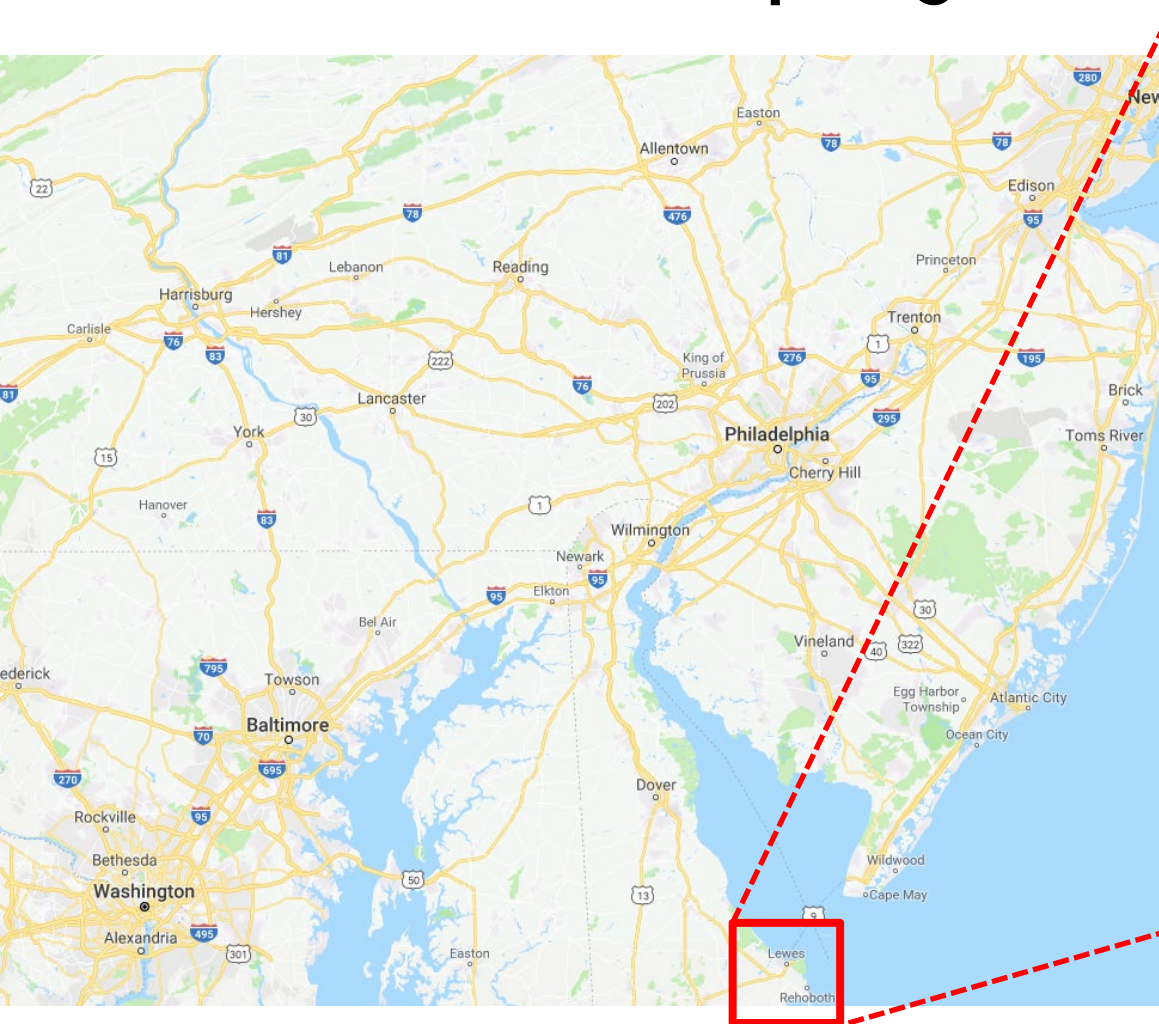 280
New
Easton
78
78
Allentown
22
Edison
78
476
95
81
Princeton
Lebanon
Reading
Harrisburg
Hershey
Trenton
Carlisle
76
83
222
King of
Prussia
276
1
195
95
76
81
Lancaster
202
Brick
30
295
York
Philadelphia
Toms River
15
Cherry Hill
Hanover
1
83
Wilmington
Newark
95
Elkton
95
30
Bel Air
Vineland
40
322
795
ederick
Towson
Egg Harbor
Township
Atlantic City
Baltimore
70
Ocean City
695
270
Dover
Rockville
95
Bethesda
Wildwood
50
Washington
13
Cape May
9
Alexandria
495
301
Easton
Lewes
Rehoboth